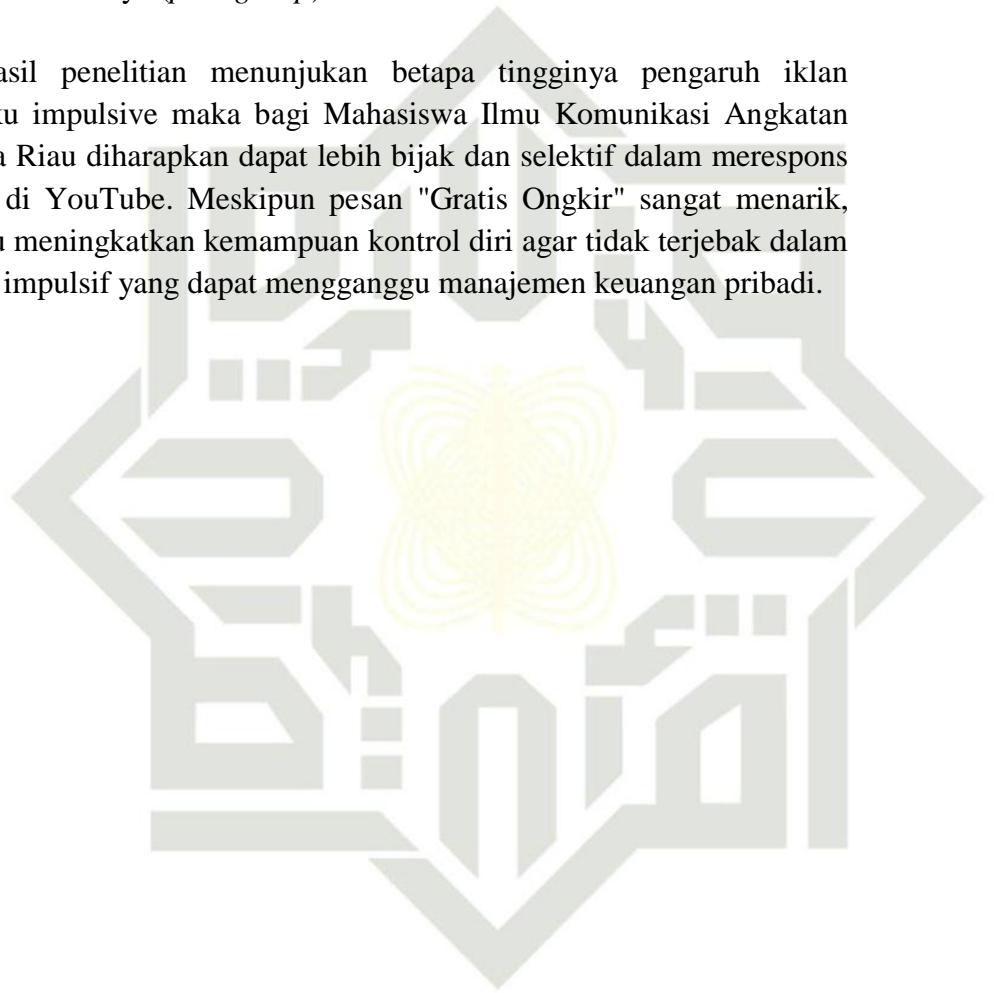 asil penelitian menunjukan betapa tingginya pengaruh iklan
ku impulsive maka bagi Mahasiswa Ilmu Komunikasi Angkatan
a Riau diharapkan dapat lebih bijak dan selektif dalam merespons
di YouTube. Meskipun pesan "Gratis Ongkir" sangat menarik,
u meningkatkan kemampuan kontrol diri agar tidak terjebak dalam
impulsif yang dapat mengganggu manajemen keuangan pribadi.